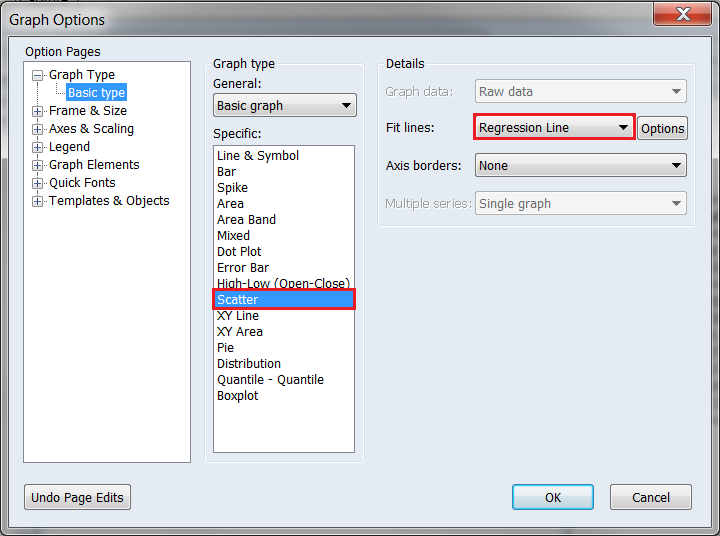 Graph Options
X
Option Pages
Graph Type
Basic type
Frame & Size
Axes & Scaling
Legend
Graph Elements
Quick Fonts
Templates & Objects
Graph type
General:
Basic graph
Specific:
Line & Symbol
Bar
Spike
Area
Area Band
Mixed
Dot Plot
Error Bar
High-Low (Open-Close)
Scatter
XY Line
XY Area
Pie
Distribution
Quantile - Quantile
Boxplot
Details
Graph data: Raw data
Fit lines: Regression Line Options
Axis borders: None
Multiple series: Single graph
Undo Page Edits
OK
Cancel